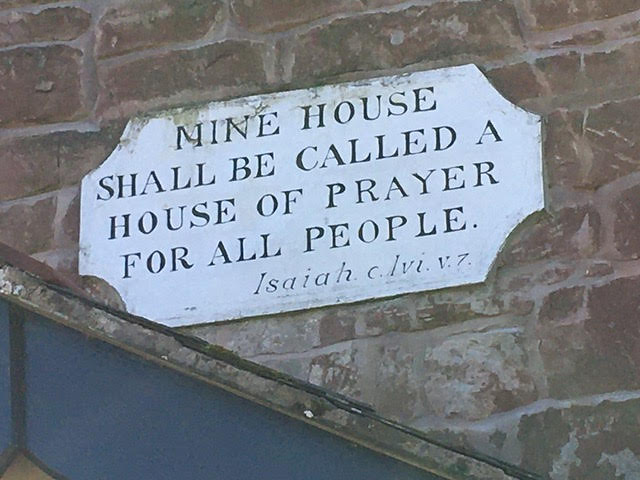 MINE HOUSE
SHALL BE CALLED A
HOUSE OF PRAYER
FOR ALL PEOPLE.
Isaiah c. lvi. v. 7.